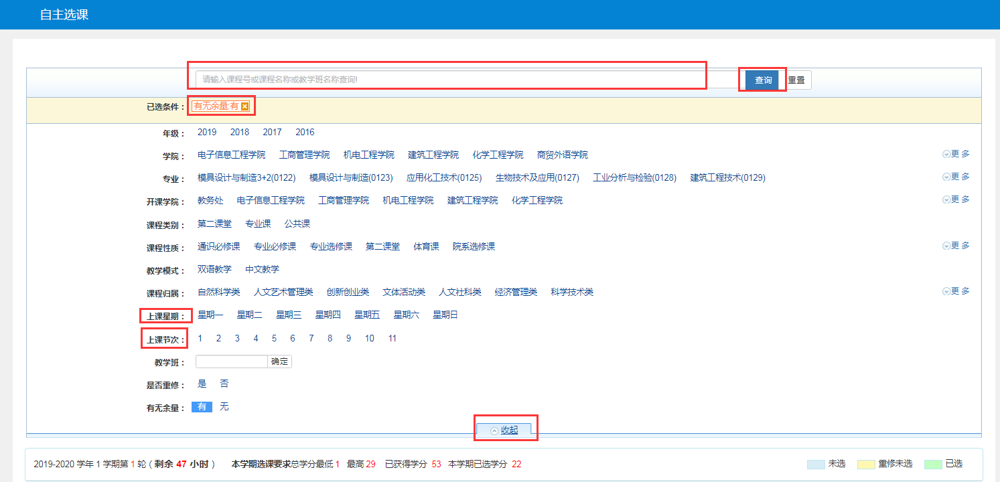 自主选课
请输入课程号或课程名称或教学班名称查询! 查询 重置
已选条件： 有无余量:有
年级： 2019 2018 2017 2016
学院： 电子信息工程学院 工商管理学院 机电工程学院 建筑工程学院 化学工程学院 商贸外语学院 更多
专业： 模具设计与制造3+2(0122) 模具设计与制造(0123) 应用化工技术(0125) 生物技术及应用(0127) 工业分析与检验(0128) 建筑工程技术(0129) 更多
开课学院： 教务处 电子信息工程学院 工商管理学院 机电工程学院 建筑工程学院 化学工程学院 更多
课程类别： 第二课堂 专业课 公共课
课程性质： 通识必修课 专业必修课 专业选修课 第二课堂 体育课 院系选修课 更多
教学模式： 双语教学 中文教学
课程归属： 自然科学类 人文艺术管理类 创新创业类 文体活动类 人文社科类 经济管理类 科学技术类 更多
上课星期： 星期一 星期二 星期三 星期四 星期五 星期六 星期日
上课节次： 1 2 3 4 5 6 7 8 9 10 11
教学班： 确定
是否重修： 是 否
有无余量： 有 无
收起
2019-2020 学年 1 学期第 1 轮 ( 剩余 47 小时 ) 本学期选课要求总学分最低 1 最高 29 已获得学分 53 本学期已选学分 22 未选 重修未选 已选